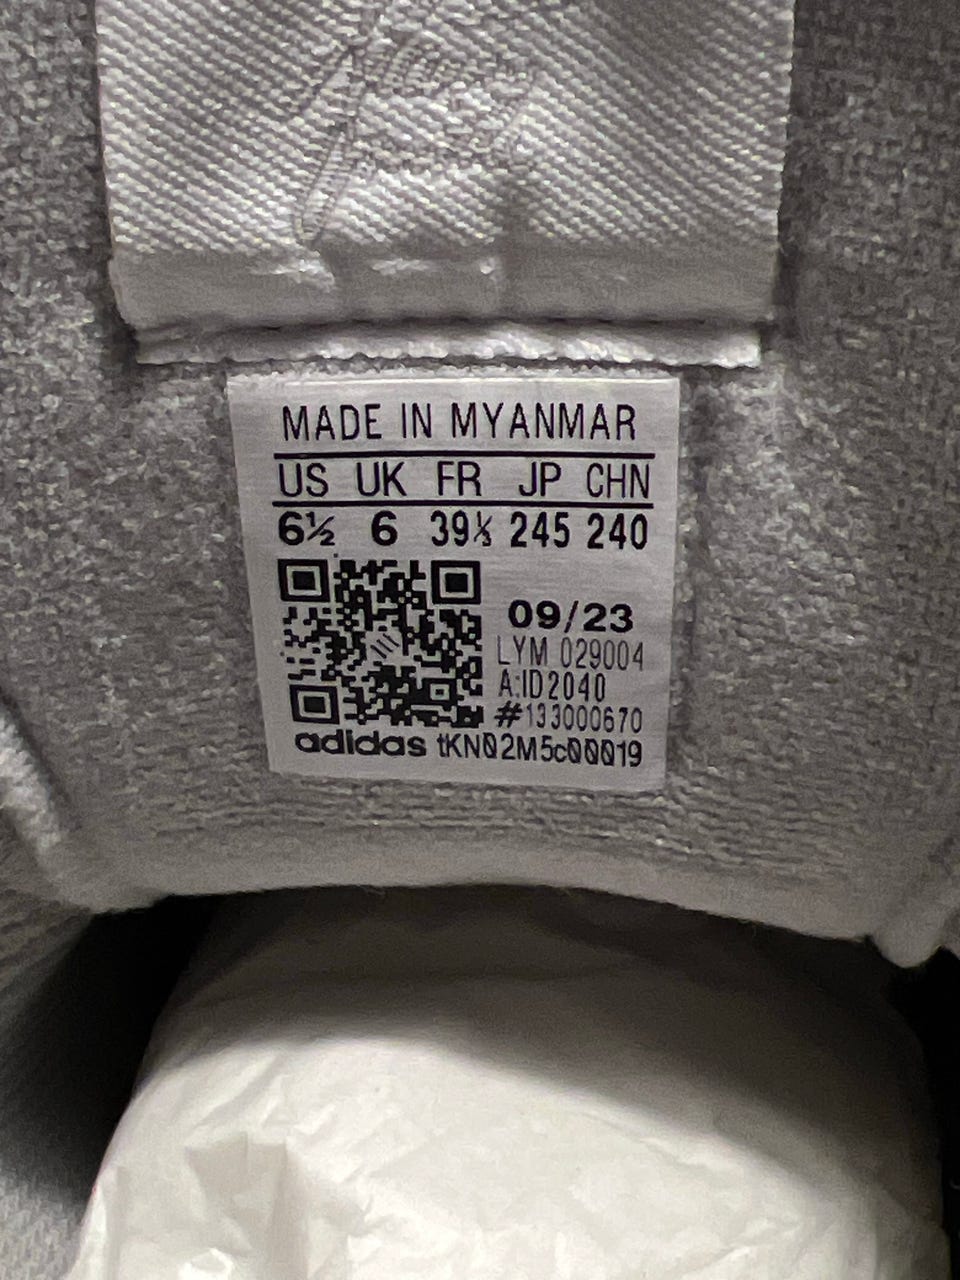 MADE IN MYANMAR
US UK FR JP CHN
6½ 6 39⅓ 245 240
09/23
LYM 029004
A:ID2040
#133000670
adidas tKN02M5c00019